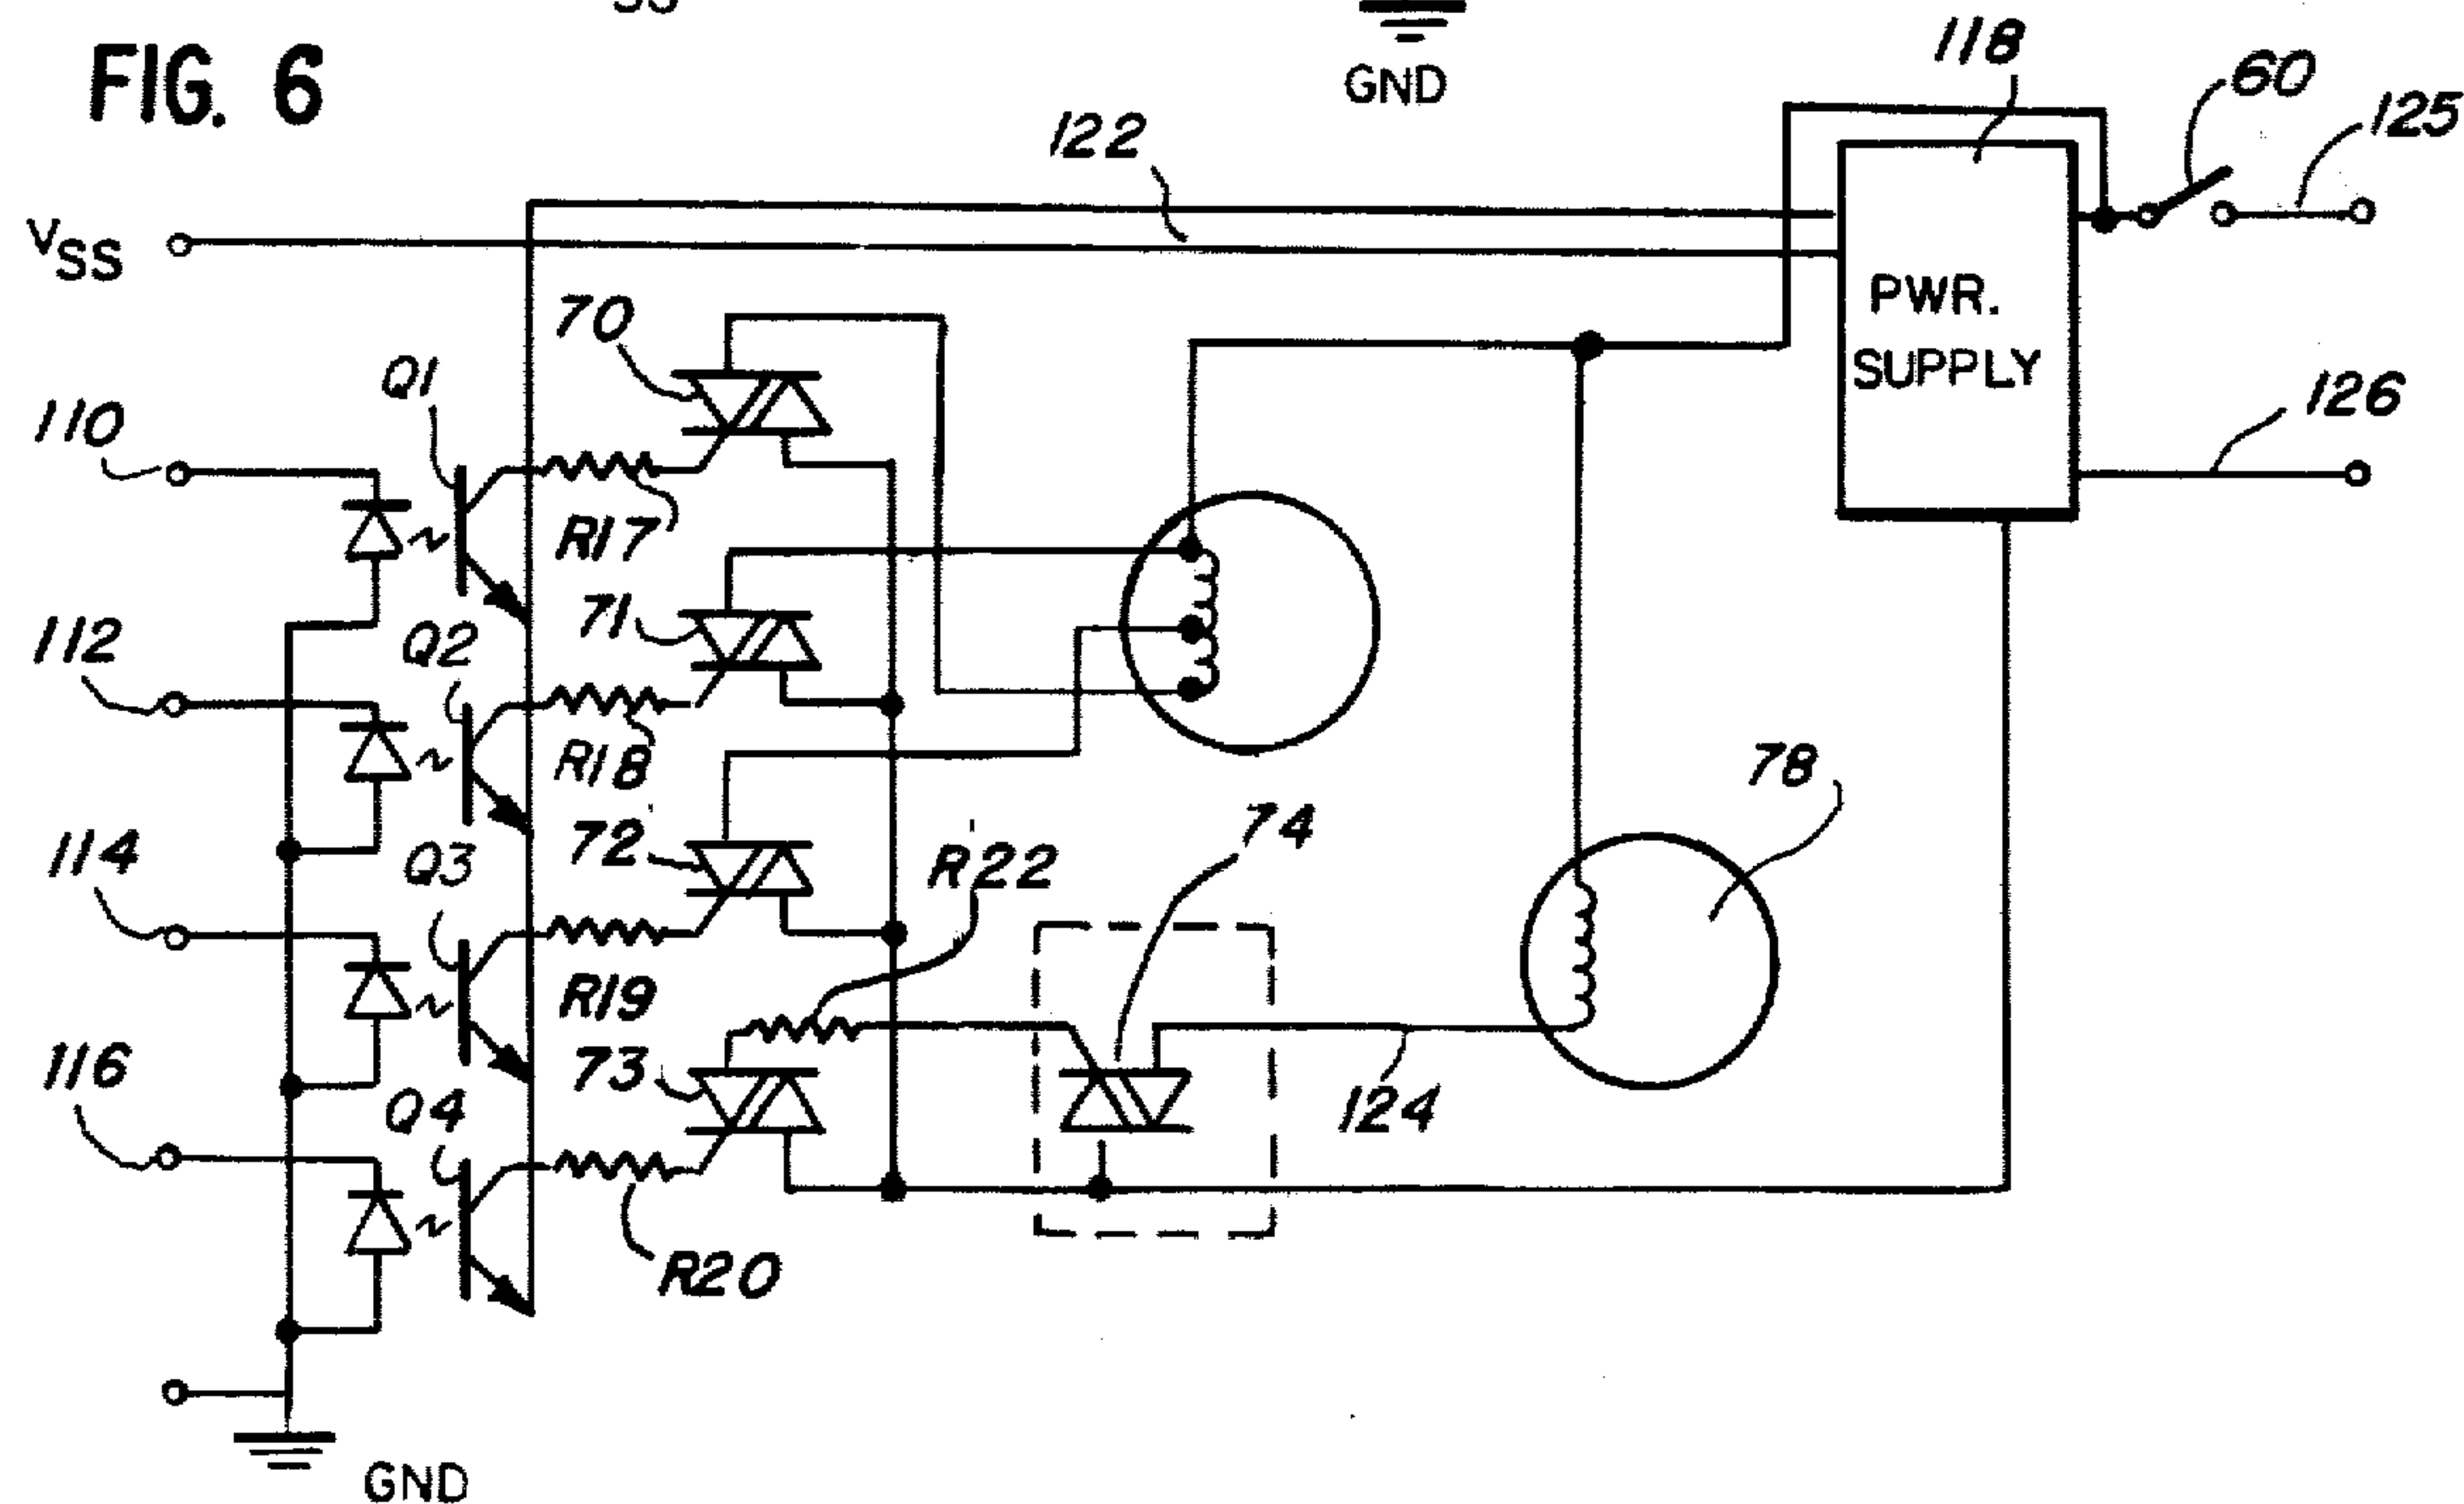 SS
FIG. 6
GND
118
60
125
122
VSS
PWR.
SUPPLY
70
Q1
110
126
R17
71
112
Q2
R18
78
72
74
114
Q3
R22
R19
73
116
Q4
124
R20
GND